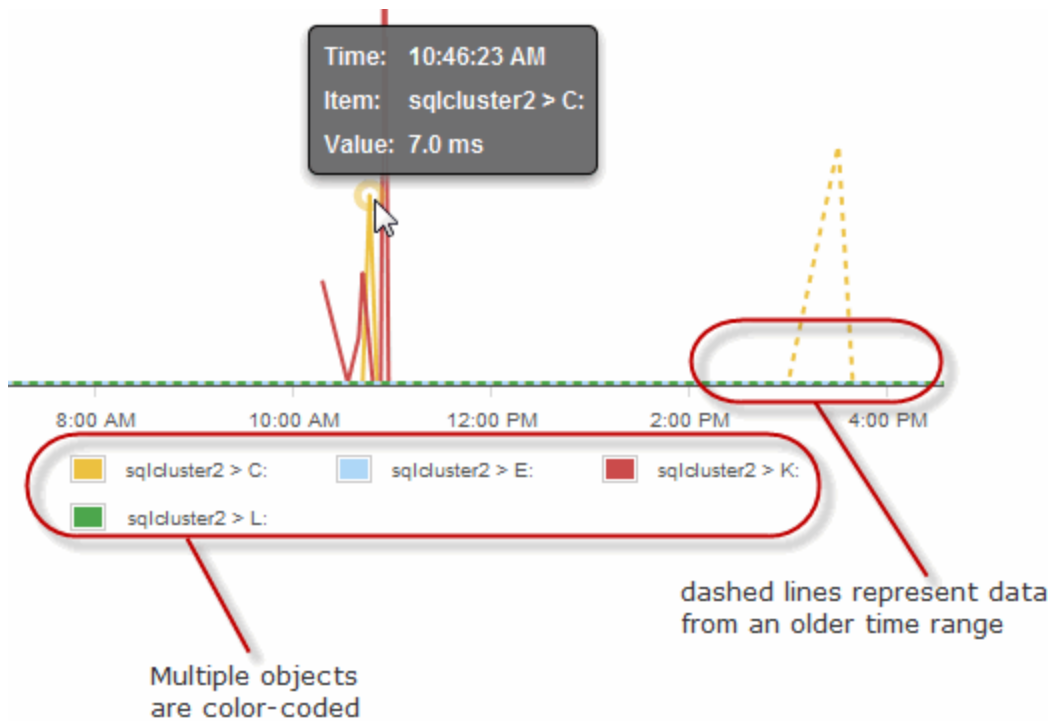 Time: 10:46:23 AM
Item: sqlcluster2 > C:
Value: 7.0 ms
8:00 AM 10:00 AM 12:00 PM 2:00 PM 4:00 PM
sqlcluster2 > C: sqlcluster2 > E: sqlcluster2 > K:
sqlcluster2 > L:
dashed lines represent data
from an older time range
Multiple objects
are color-coded